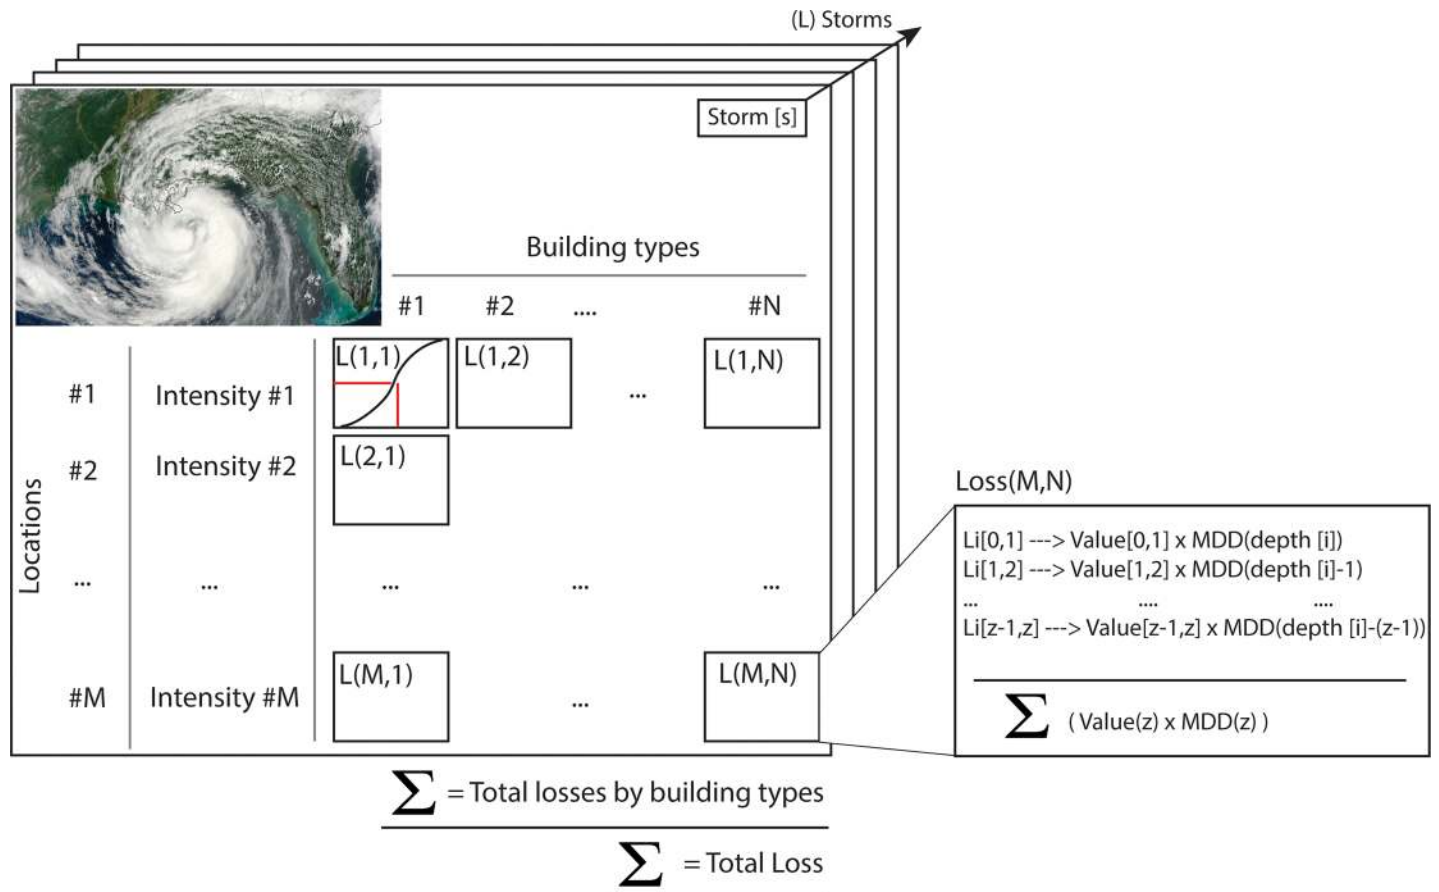 (L) Storms
Storm [s]
Building types
#1 #2 .... #N
Locations
#1 Intensity #1 L(1,1) L(1,2) ... L(1,N)
#2 Intensity #2 L(2,1)
... ... ... ... ...
#M Intensity #M L(M,1) ... L(M,N)
Loss(M,N)
Li[0,1] ---> Value[0,1] x MDD(depth [i])
Li[1,2] ---> Value[1,2] x MDD(depth [i]-1)
... .... ....
Li[z-1,z] ---> Value[z-1,z] x MDD(depth [i]-(z-1))
∑ ( Value(z) x MDD(z) )
∑ = Total losses by building types
∑ = Total Loss